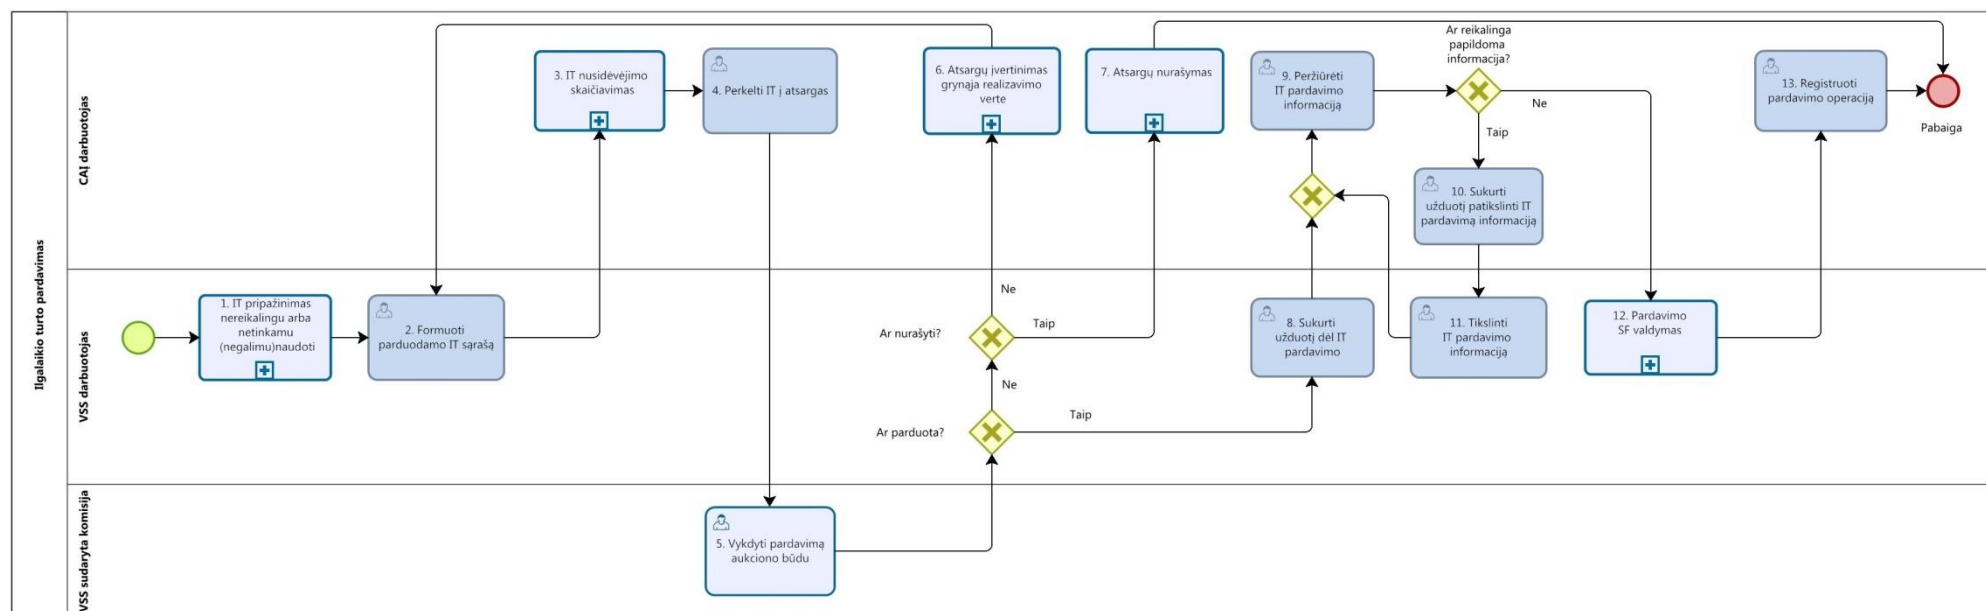 Ilgalaikio turto pardavimas
CAĮ darbuotojas
3. IT nusidėvėjimo
skaičiavimas
4. Perkelti IT į atsargas
6. Atsargų įvertinimas
grynąja realizavimo
verte
7. Atsargų nurašymas
9. Peržiūrėti
IT pardavimo
informaciją
Ar reikalinga
papildoma
informacija?
Ne
Taip
10. Sukurti
užduotį patikslinti IT
pardavimą informaciją
13. Registruoti
pardavimo operaciją
Pabaiga
VSS darbuotojas
1. IT pripažinimas
nereikalingu arba
netinkamu
(negalimu)naudoti
2. Formuoti
parduodamo IT sąrašą
Ne
Ar nurašyti?
Taip
Ne
Ar parduota?
Taip
8. Sukurti
užduotį dėl IT
pardavimo
11. Tikslinti
IT pardavimo
informaciją
12. Pardavimo
SF valdymas
VSS sudaryta komisija
5. Vykdyti pardavimą
aukciono būdu